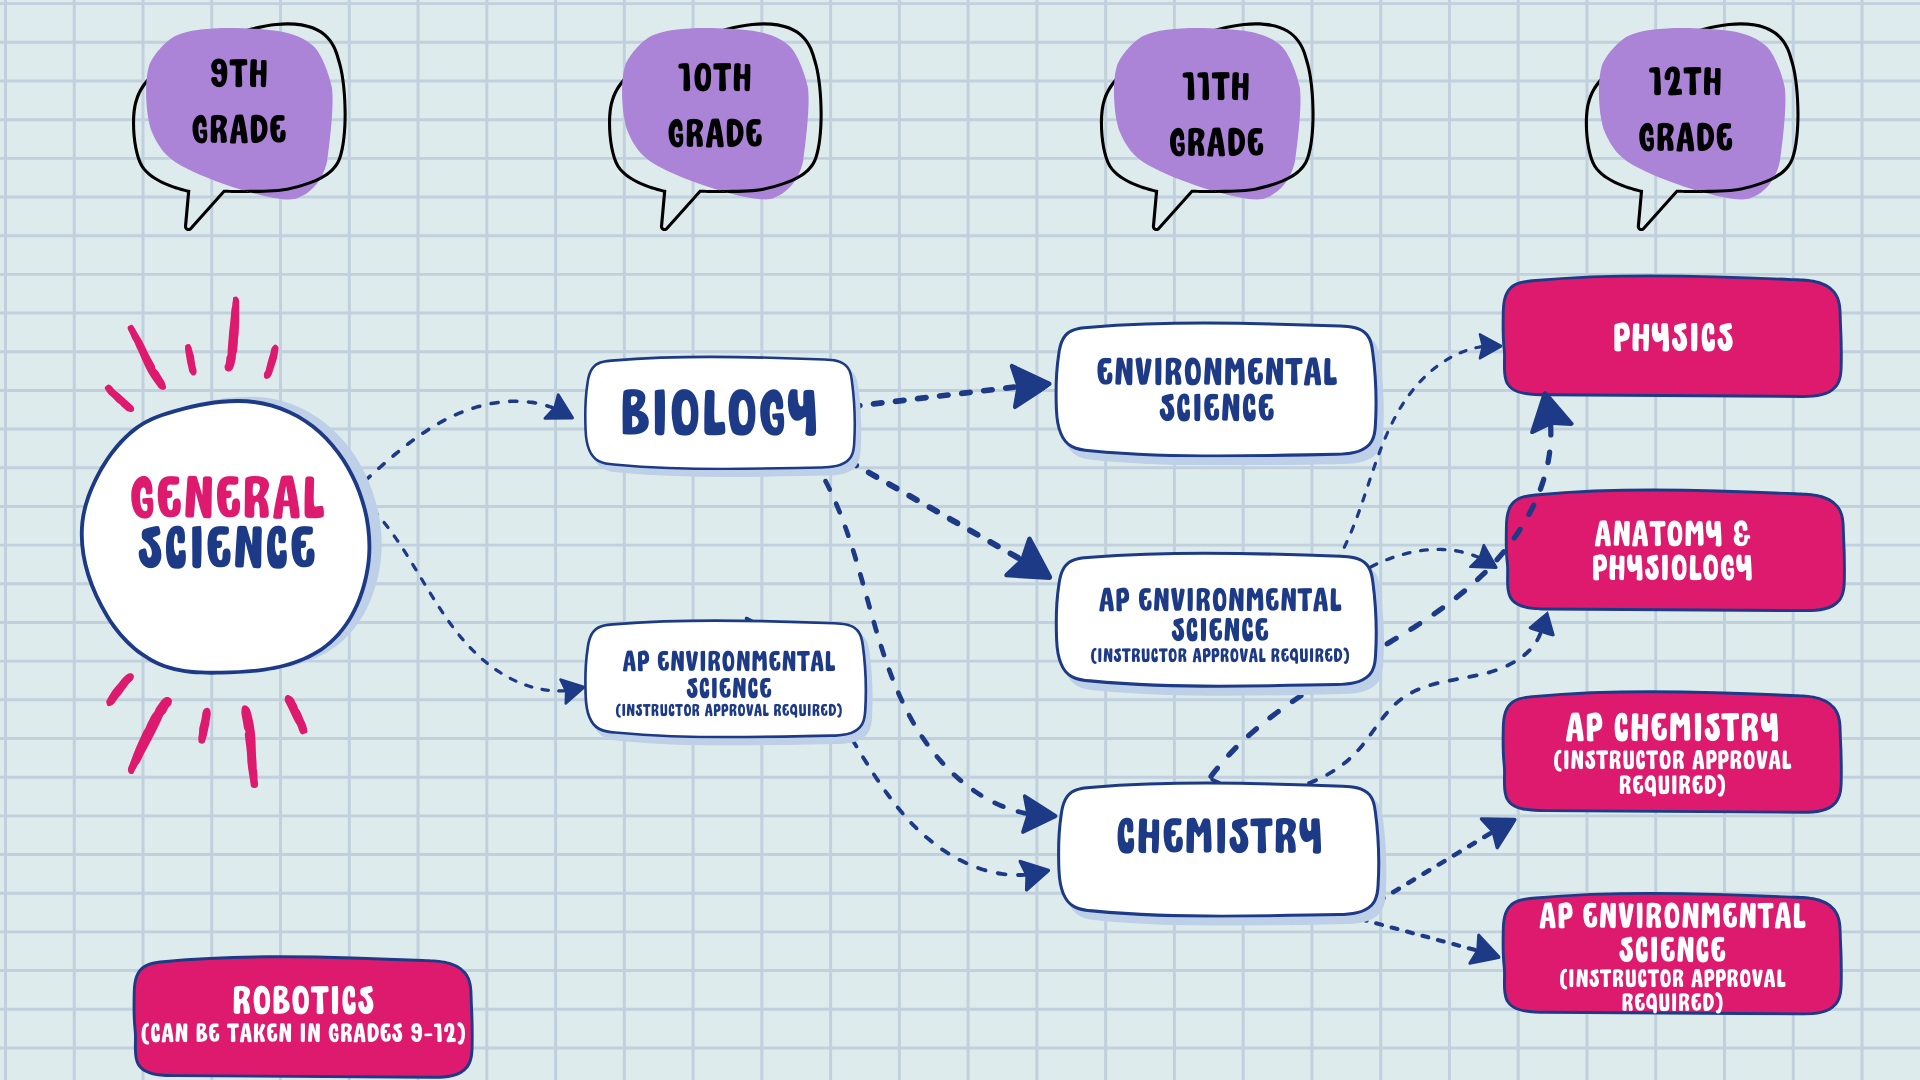 9TH
GRADE
10TH
GRADE
11TH
GRADE
12TH
GRADE
GENERAL
SCIENCE
BIOLOGY
AP ENVIRONMENTAL
SCIENCE
(INSTRUCTOR APPROVAL REQUIRED)
ENVIRONMENTAL
SCIENCE
AP ENVIRONMENTAL
SCIENCE
(INSTRUCTOR APPROVAL REQUIRED)
CHEMISTRY
PHYSICS
ANATOMY &
PHYSIOLOGY
AP CHEMISTRY
(INSTRUCTOR APPROVAL
REQUIRED)
AP ENVIRONMENTAL
SCIENCE
(INSTRUCTOR APPROVAL
REQUIRED)
ROBOTICS
(CAN BE TAKEN IN GRADES 9-12)